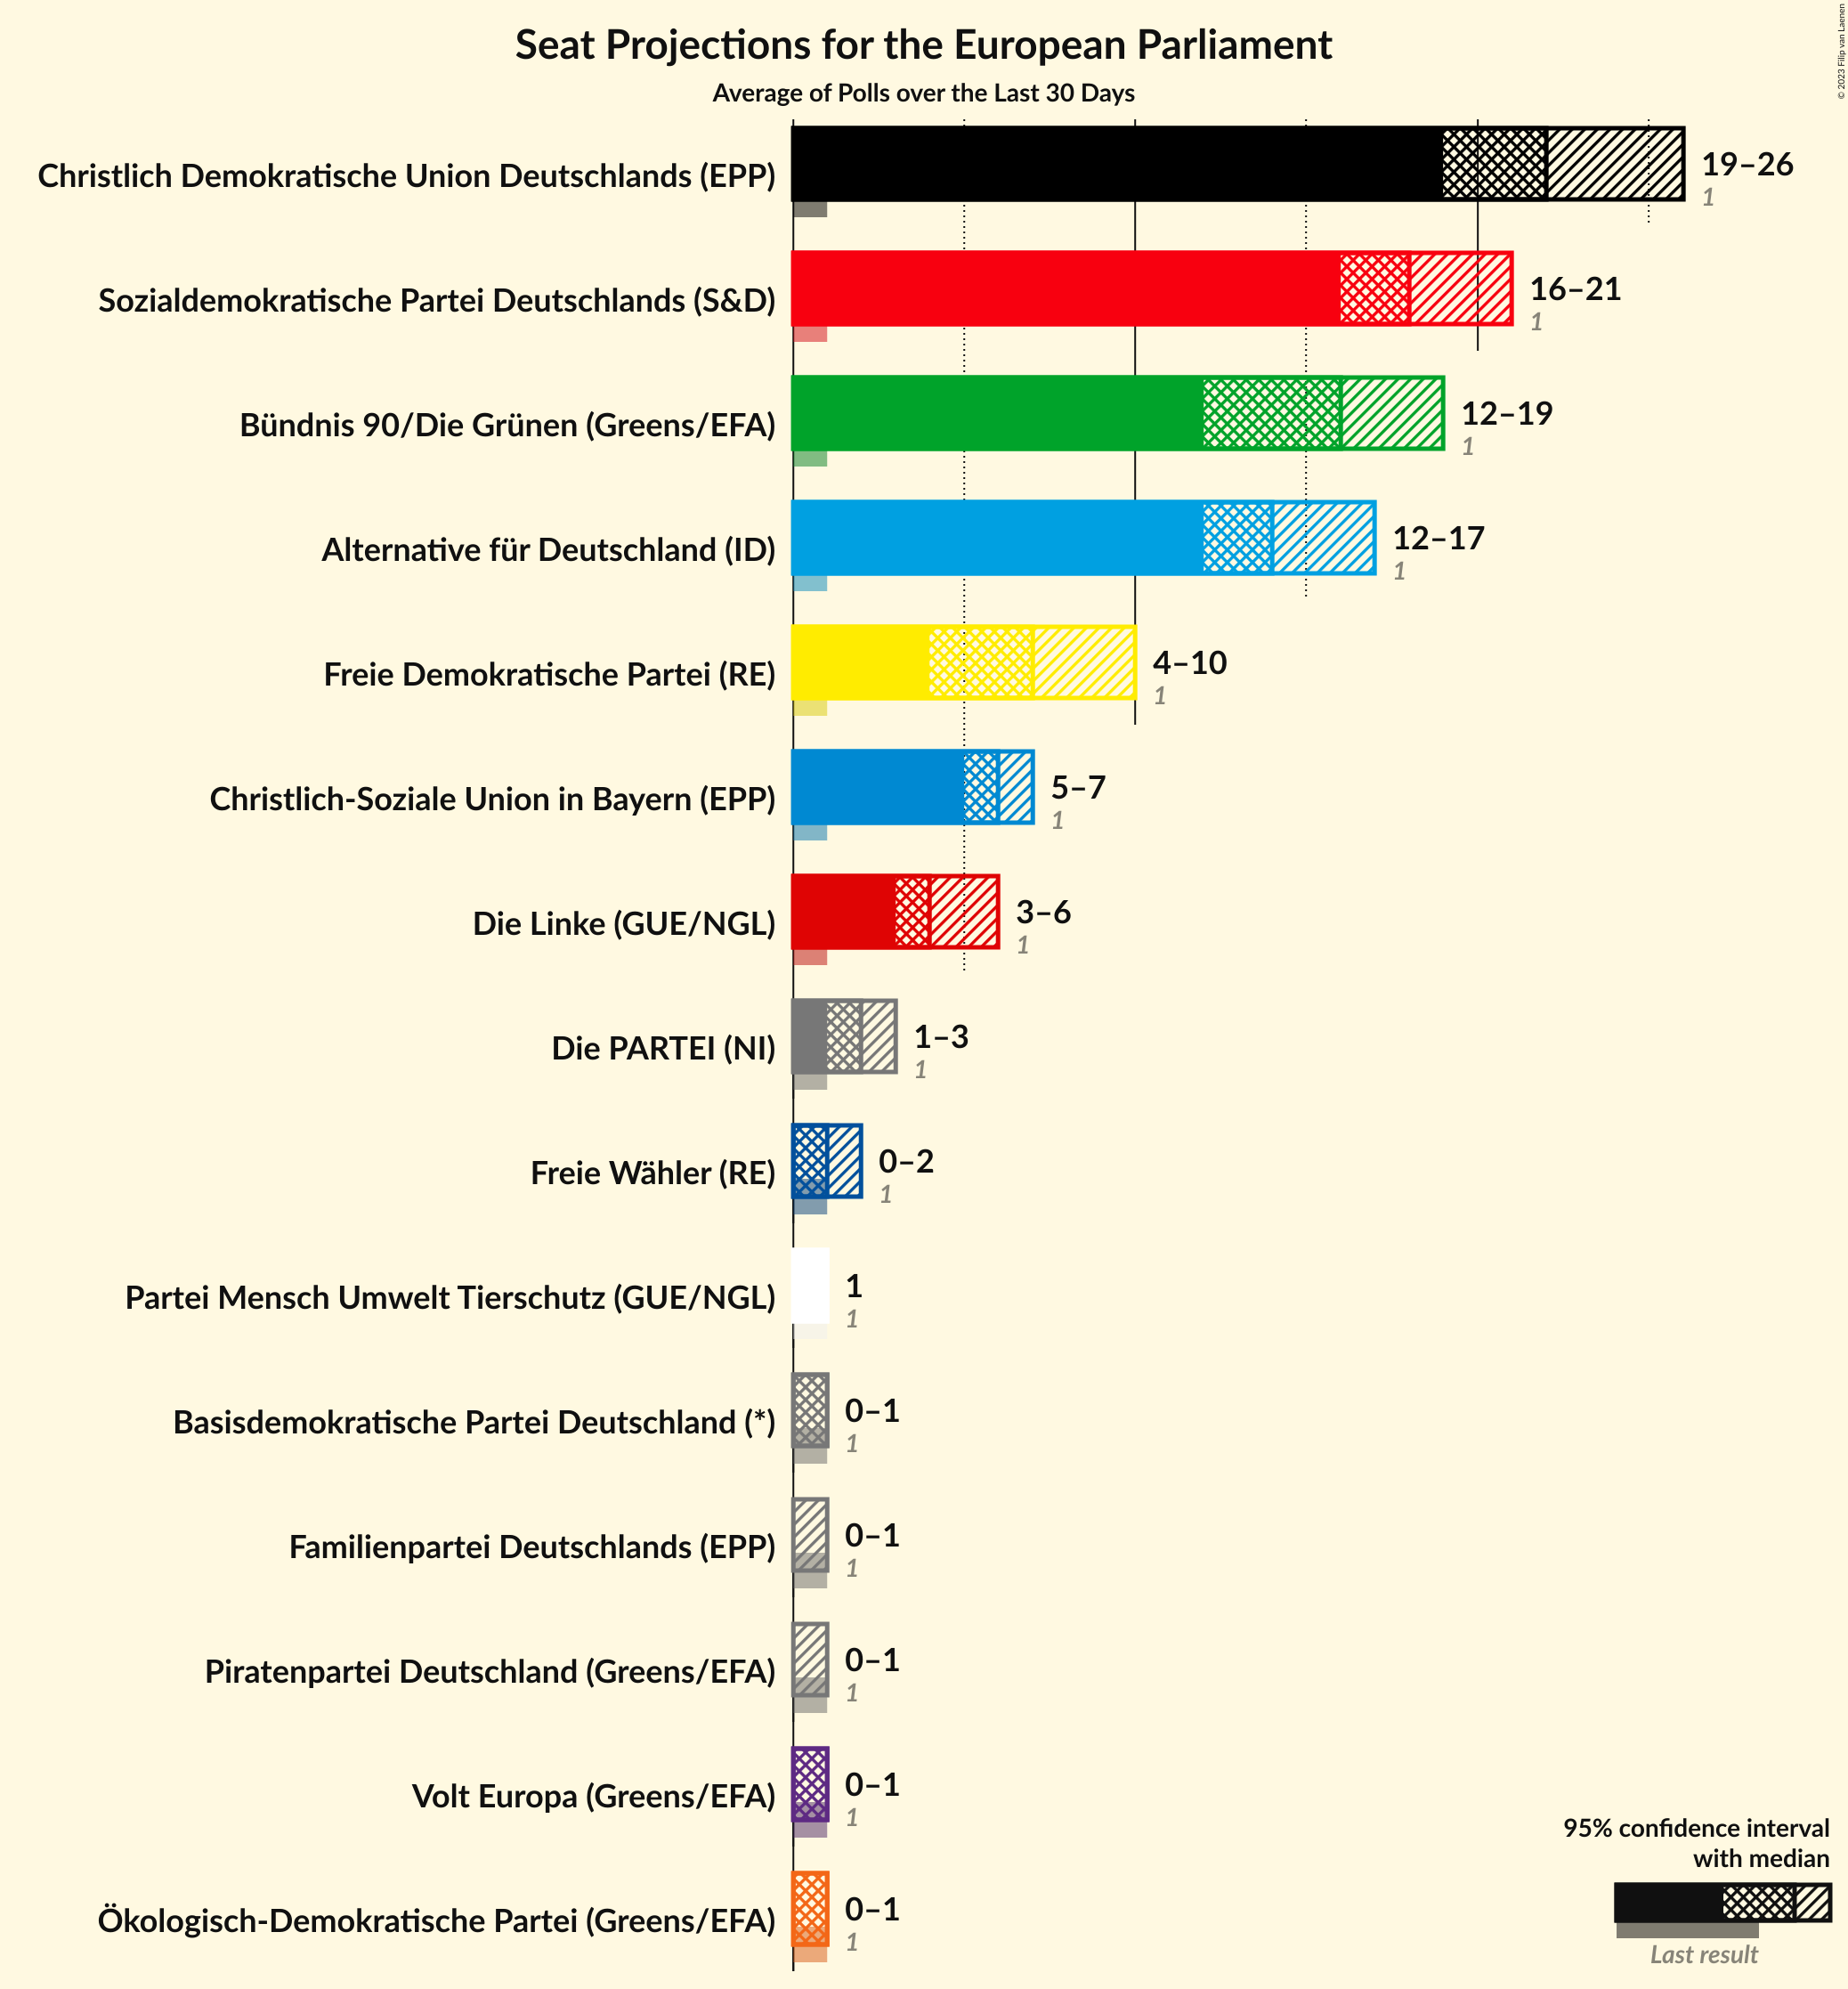 Seat Projections for the European Parliament
Average of Polls over the Last 30 Days
© 2023 Filip van Laenen
Christlich Demokratische Union Deutschlands (EPP)
19–26
1
Sozialdemokratische Partei Deutschlands (S&D)
16–21
1
Bündnis 90/Die Grünen (Greens/EFA)
12–19
1
Alternative für Deutschland (ID)
12–17
1
Freie Demokratische Partei (RE)
4–10
1
Christlich-Soziale Union in Bayern (EPP)
5–7
1
Die Linke (GUE/NGL)
3–6
1
Die PARTEI (NI)
1–3
1
Freie Wähler (RE)
0–2
1
Partei Mensch Umwelt Tierschutz (GUE/NGL)
1
1
Basisdemokratische Partei Deutschland (*)
0–1
1
Familienpartei Deutschlands (EPP)
0–1
1
Piratenpartei Deutschland (Greens/EFA)
0–1
1
Volt Europa (Greens/EFA)
0–1
1
Ökologisch-Demokratische Partei (Greens/EFA)
0–1
1
95% confidence interval
with median
Last result